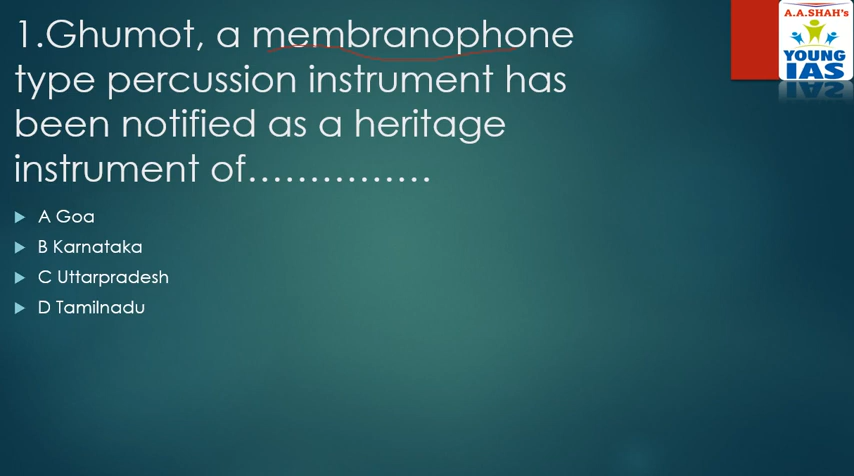 1.Ghumot, a membranophone
type percussion instrument has
been notified as a heritage
instrument of...............
A Goa
B Karnataka
C Uttarpradesh
D Tamilnadu
A.A.SHAH's
YOUNG
IAS